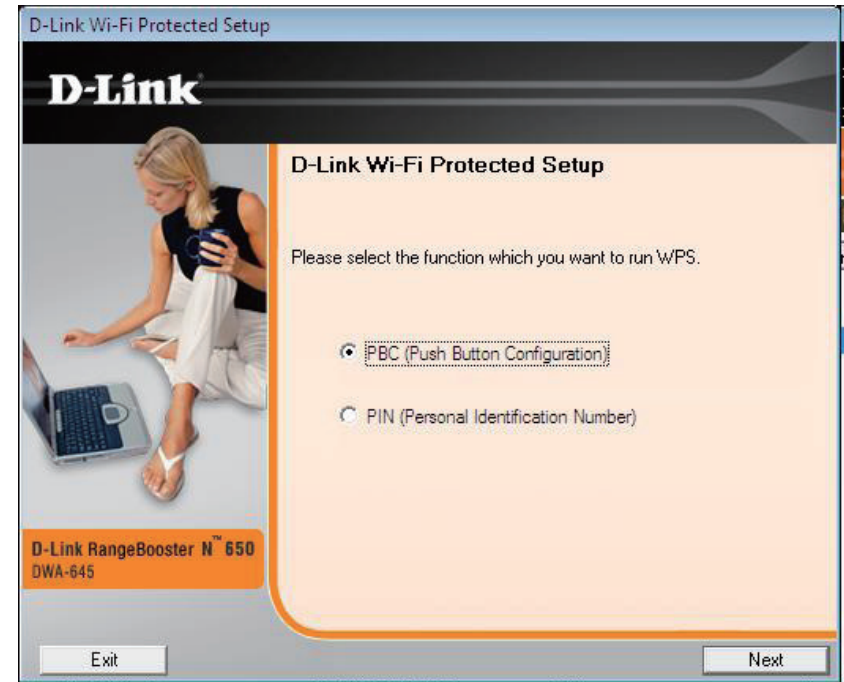 D-Link Wi-Fi Protected Setup
D-Link
D-Link Wi-Fi Protected Setup
Please select the function which you want to run WPS.
PBC (Push Button Configuration)
PIN (Personal Identification Number)
D-Link RangeBooster N™ 650
DWA-645
Exit
Next